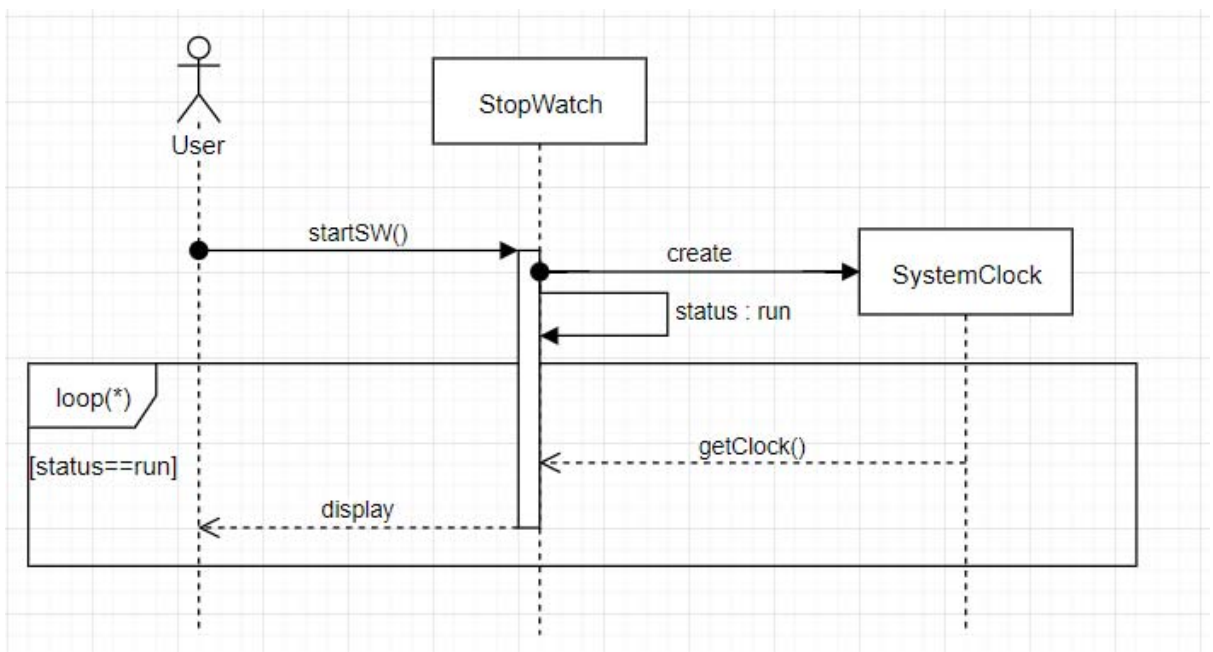 StopWatch
User
startSW()
create
SystemClock
status : run
loop(*)
getClock()
[status==run]
display